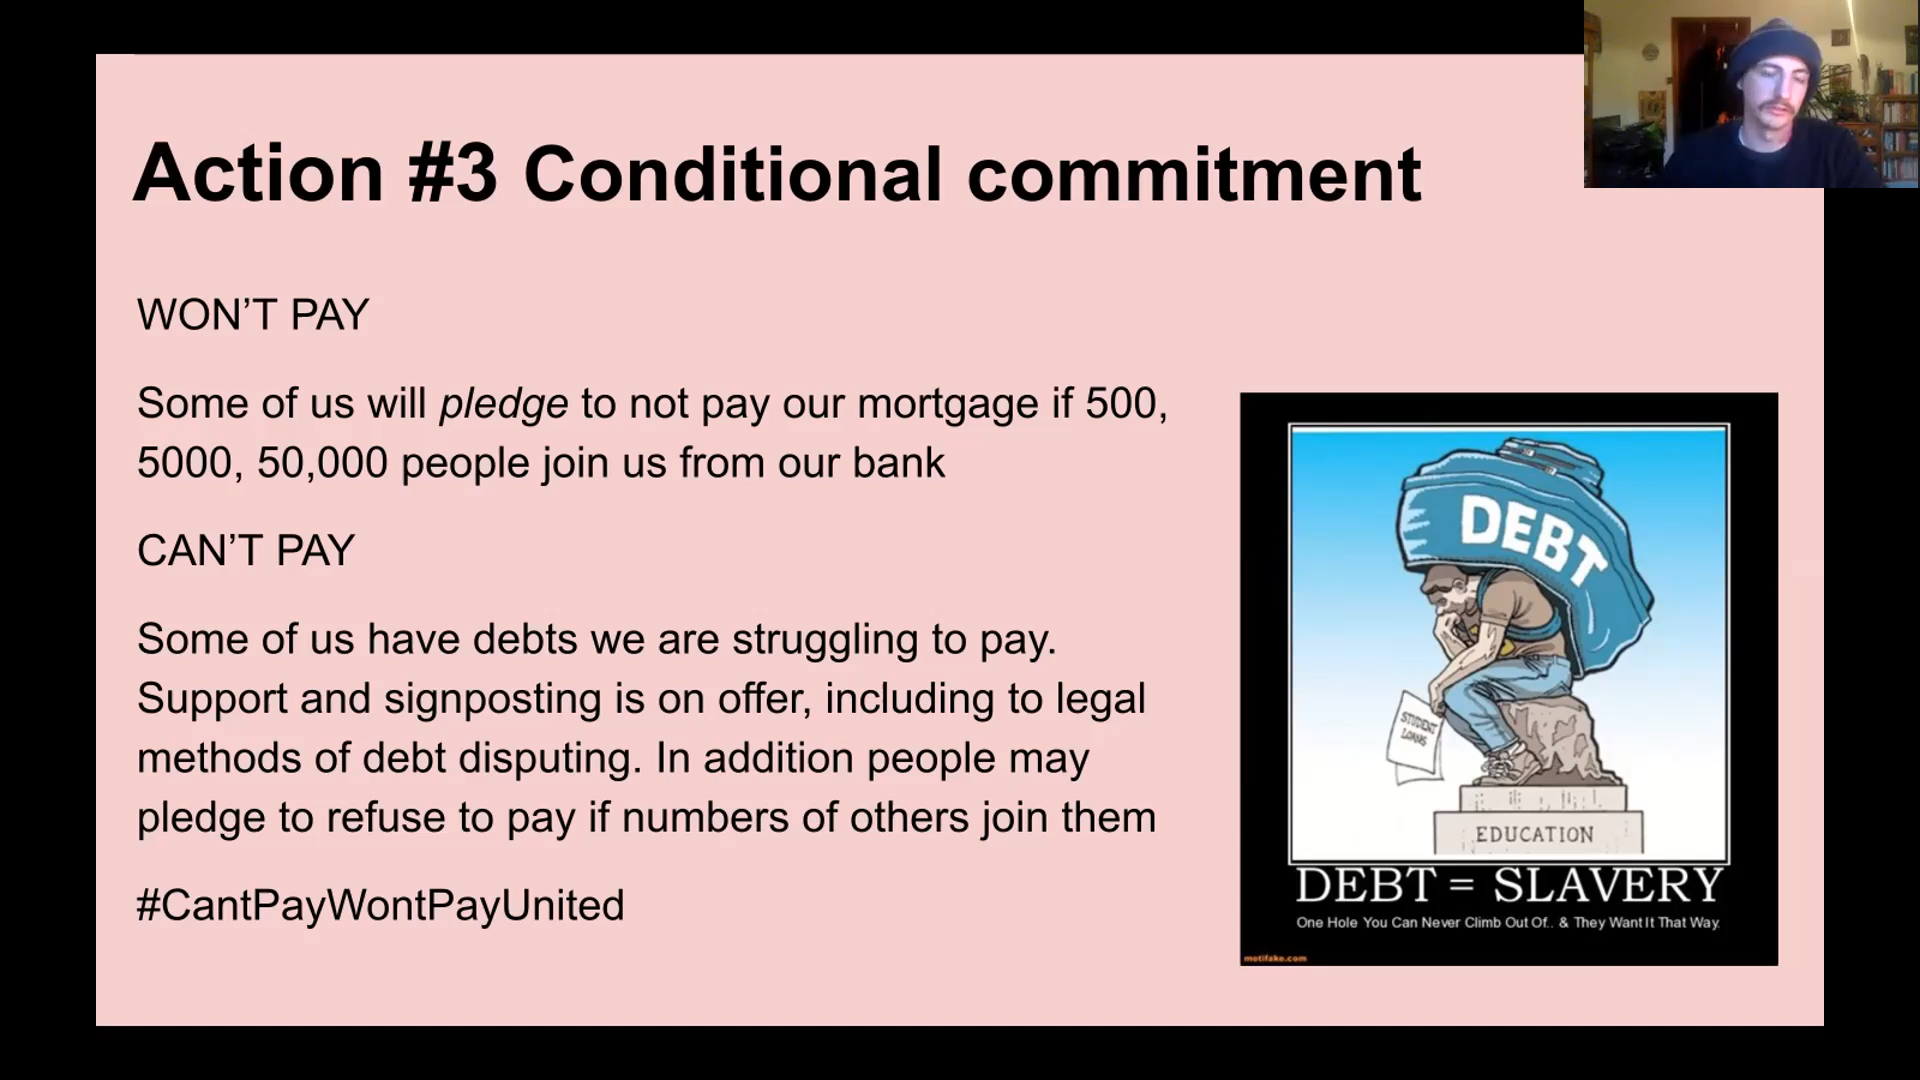 Action #3 Conditional commitment
WON’T PAY
Some of us will pledge to not pay our mortgage if 500,
5000, 50,000 people join us from our bank
CAN’T PAY
Some of us have debts we are struggling to pay.
Support and signposting is on offer, including to legal
methods of debt disputing. In addition people may
pledge to refuse to pay if numbers of others join them
#CantPayWontPayUnited
DEBT
STUDENT
LOANS
EDUCATION
DEBT = SLAVERY
One Hole You Can Never Climb Out Of.. & They Want It That Way.
motifake.com